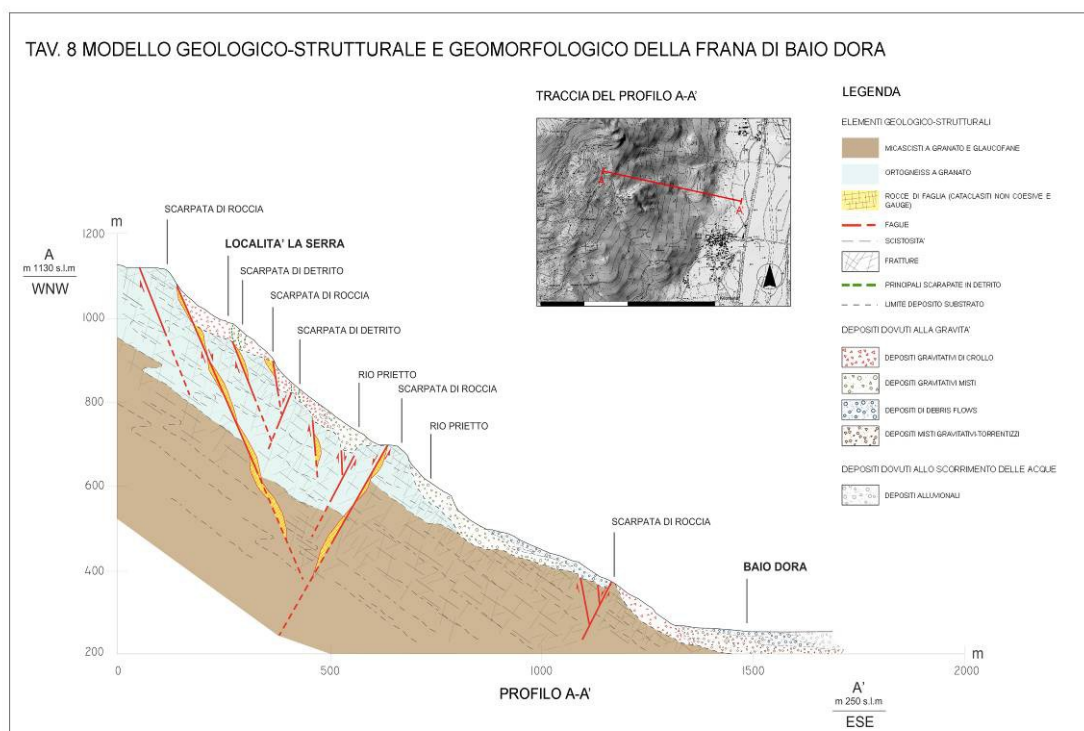 TAV. 8 MODELLO GEOLOGICO-STRUTTURALE E GEOMORFOLOGICO DELLA FRANA DI BAIO DORA
TRACCIA DEL PROFILO A-A'
A
A'
LEGENDA
ELEMENTI GEOLOGICO-STRUTTURALI
MICASCISTI A GRANATO E GLAUCOFANE
ORTOGNEISS A GRANATO
ROCCE DI FAGLIA (CATACLASITI NON COESIVE E
GAUGE)
FAGLIE
SCISTOSITA'
FRATTURE
PRINCIPALI SCARAPATE IN DETRITO
LIMITE DEPOSITO SUBSTRATO
DEPOSITI DOVUTI ALLA GRAVITA'
DEPOSITI GRAVITATIVI DI CROLLO
DEPOSITI GRAVITATIVI MISTI
DEPOSITI DI DEBRIS FLOWS
DEPOSITI MISTI GRAVITATIVI-TORRENTIZZI
DEPOSITI DOVUTI ALLO SCORRIMENTO DELLE ACQUE
DEPOSITI ALLUVIONALI
SCARPATA DI ROCCIA
m
1200
A
m 1130 s.l.m
WNW
LOCALITA' LA SERRA
SCARPATA DI DETRITO
SCARPATA DI ROCCIA
1000
SCARPATA DI DETRITO
RIO PRIETTO
SCARPATA DI ROCCIA
800
RIO PRIETTO
600
SCARPATA DI ROCCIA
400
BAIO DORA
200
m
0
500
1000
1500
2000
PROFILO A-A'
A'
m 250 s.l.m
ESE